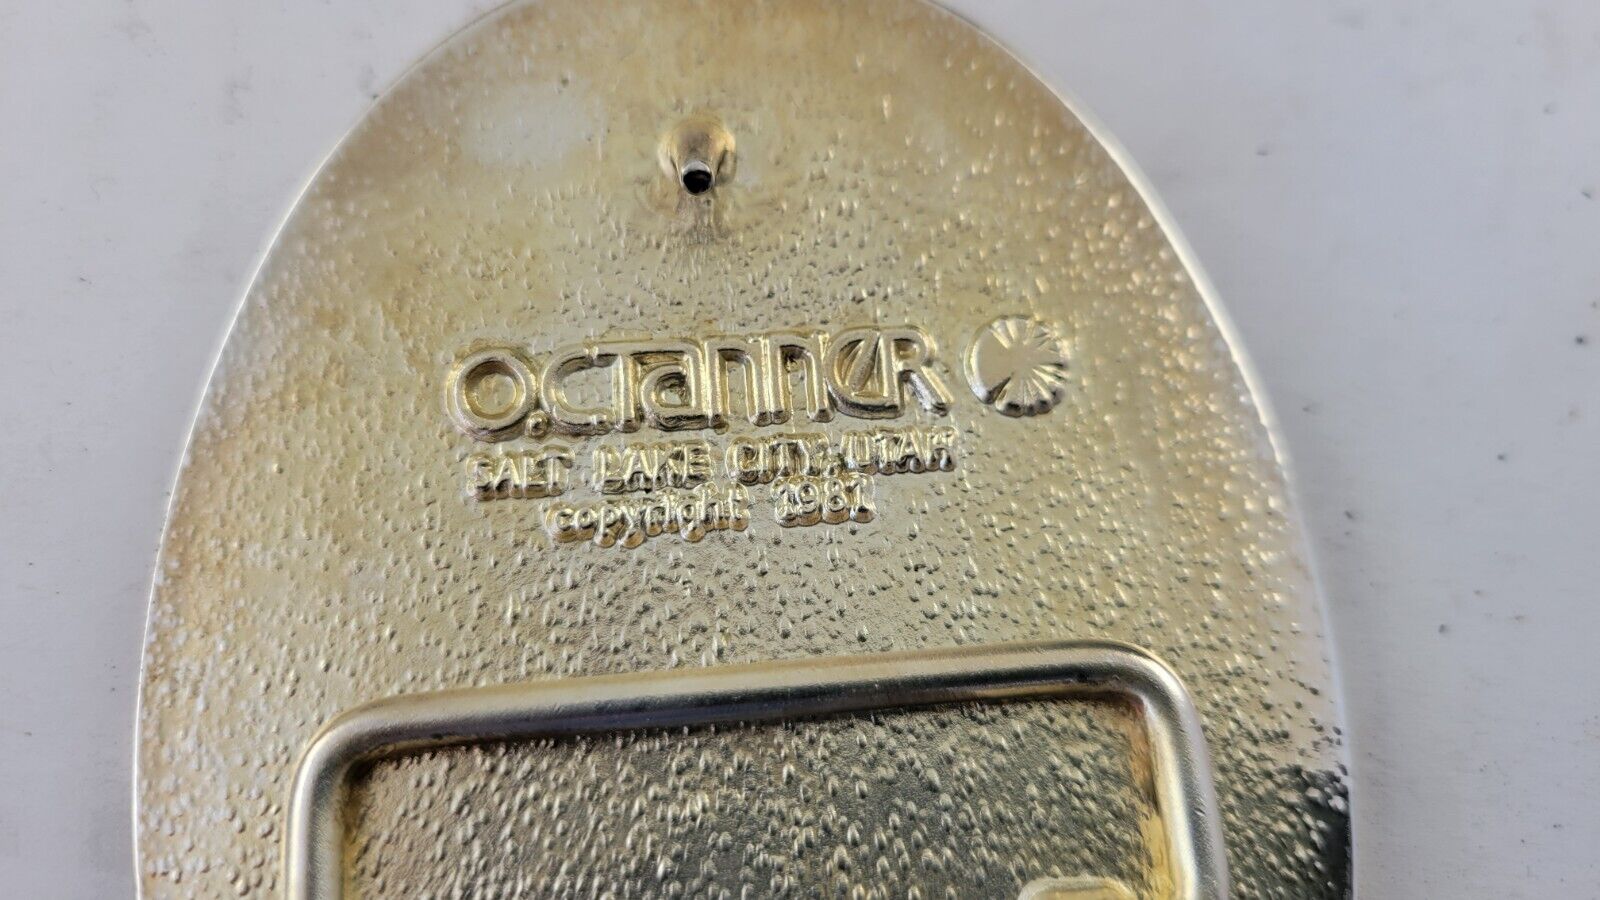 O.C. TANNER
SALT LAKE CITY, UTAH
copyright 1981